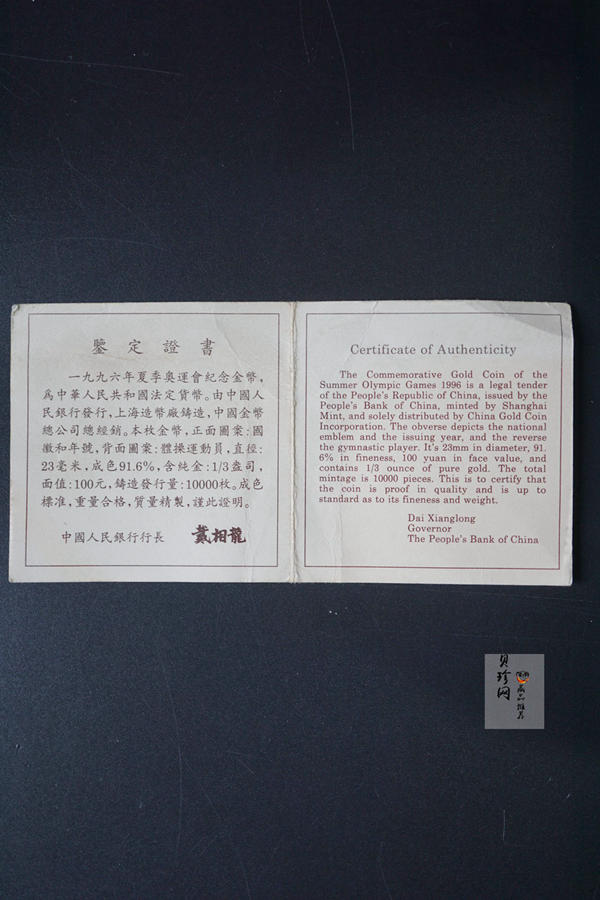 鑒定證書
一九九六年夏季奧運會紀念金幣，
為中華人民共和國法定貨幣。由中國人
民銀行發行，上海造幣廠鑄造，中國金幣
總公司總經銷。本枚金幣，正面圖案：國
徽和年號，背面圖案：體操運動員，直徑：
23毫米，成色91.6%，含純金：1/3盎司，
面值：100元，鑄造發行量：10000枚。成色
標准，重量合格，質量精製，謹此證明。
中國人民銀行行長 戴相龍
Certificate of Authenticity
The Commemorative Gold Coin of the
Summer Olympic Games 1996 is a legal tender
of the People's Republic of China, issued by the
People's Bank of China, minted by Shanghai
Mint, and solely distributed by China Gold Coin
Incorporation. The obverse depicts the national
emblem and the issuing year, and the reverse
the gymnastic player. It's 23mm in diameter, 91.
6% in fineness, 100 yuan in face value, and
contains 1/3 ounce of pure gold. The total
mintage is 10000 pieces. This is to certify that
the coin is proof in quality and is up to
standard as to its fineness and weight.
Dai Xianglong
Governor
The People's Bank of China
贝珍网
藏品推荐